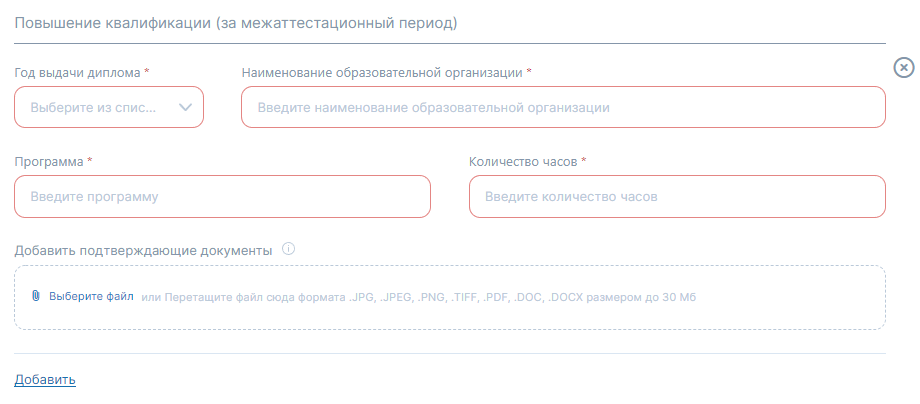 Повышение квалификации (за межаттестационный период)
Год выдачи диплома * Наименование образовательной организации *
Выберите из спис... Введите наименование образовательной организации
Программа * Количество часов *
Введите программу Введите количество часов
Добавить подтверждающие документы
Выберите файл или Перетащите файл сюда формата .JPG, .JPEG, .PNG, .TIFF, .PDF, .DOC, .DOCX размером до 30 Мб
Добавить